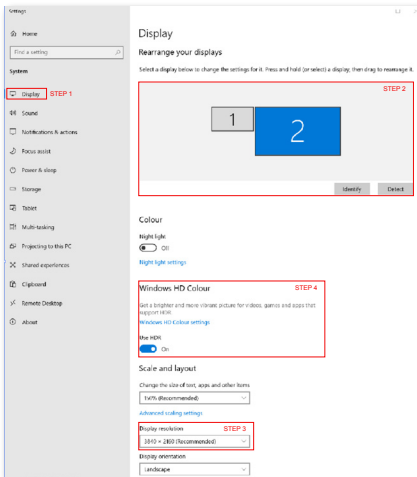 Settings
Home
Find a setting
System
Display STEP 1
Sound
Notifications & actions
Focus assist
Power & sleep
Storage
Tablet
Multi-tasking
Projecting to this PC
Shared experiences
Clipboard
Remote Desktop
About
Display
Rearrange your displays
Select a display below to change the settings for it. Press and hold (or select) a display, then drag to rearrange it.
STEP 2
1
2
Identify Detect
Colour
Night light
Off
Night light settings
Windows HD Colour STEP 4
Get a brighter and more vibrant picture for videos, games and apps that
support HDR.
Windows HD Colour settings
Use HDR
On
Scale and layout
Change the size of text, apps and other items
(Recommended)
Advanced scaling settings
Display resolution STEP 3
3840 × 2160 (Recommended)
Display orientation
Landscape